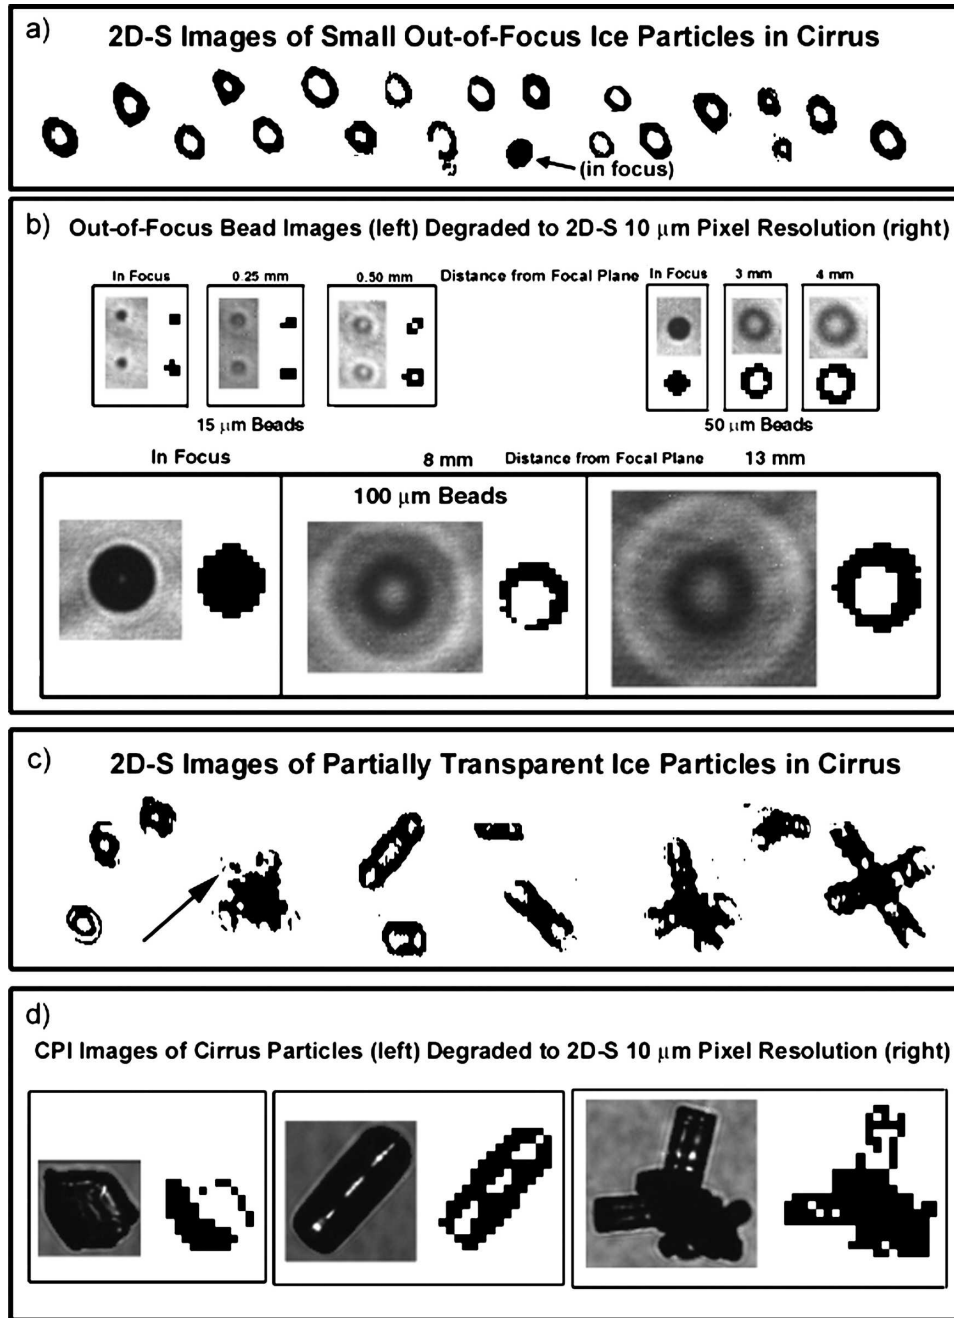 a)
2D-S Images of Small Out-of-Focus Ice Particles in Cirrus
(in focus)
b)
Out-of-Focus Bead Images (left) Degraded to 2D-S 10 μm Pixel Resolution (right)
In Focus 0.25 mm 0.50 mm Distance from Focal Plane In Focus 3 mm 4 mm
15 μm Beads 50 μm Beads
In Focus 8 mm Distance from Focal Plane 13 mm
100 μm Beads
c)
2D-S Images of Partially Transparent Ice Particles in Cirrus
d)
CPI Images of Cirrus Particles (left) Degraded to 2D-S 10 μm Pixel Resolution (right)